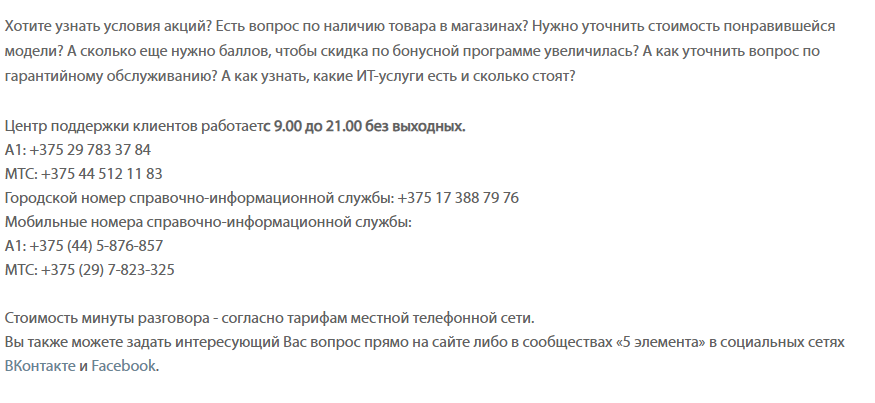 Хотите узнать условия акций? Есть вопрос по наличию товара в магазинах? Нужно уточнить стоимость понравившейся
модели? А сколько еще нужно баллов, чтобы скидка по бонусной программе увеличилась? А как уточнить вопрос по
гарантийному обслуживанию? А как узнать, какие ИТ-услуги есть и сколько стоят?
Центр поддержки клиентов работаетс 9.00 до 21.00 без выходных.
А1: +375 29 783 37 84
МТС: +375 44 512 11 83
Городской номер справочно-информационной службы: +375 17 388 79 76
Мобильные номера справочно-информационной службы:
А1: +375 (44) 5-876-857
МТС: +375 (29) 7-823-325
Стоимость минуты разговора - согласно тарифам местной телефонной сети.
Вы также можете задать интересующий Вас вопрос прямо на сайте либо в сообществах «5 элемента» в социальных сетях
ВКонтакте и Facebook.